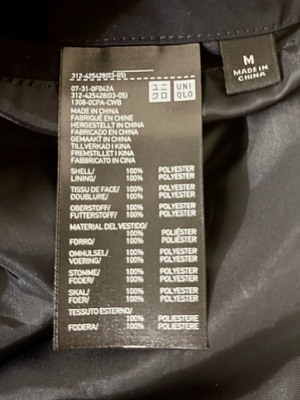 312-425428(03-05)
07-31-0F042A
312-425428(03-05)
1308-0CPA-CWB
ユニ
クロ
UNI
QLO
M
MADE IN
CHINA
MADE IN CHINA
FABRIQUÉ EN CHINE
HERGESTELLT IN CHINA
FABRICADO EN CHINA
GEMAAKT IN CHINA
TILLVERKAD I KINA
FREMSTILLET I KINA
FABBRICATO IN CINA
SHELL/ 100% POLYESTER
LINING/ 100% POLYESTER
TISSU DE FACE/ 100% POLYESTER
DOUBLURE/ 100% POLYESTER
OBERSTOFF/ 100% POLYESTER
FUTTERSTOFF/ 100% POLYESTER
MATERIAL DEL VESTIDO/
100% POLIÉSTER
FORRO/ 100% POLIÉSTER
OMHULSEL/ 100% POLYESTER
VOERING/ 100% POLYESTER
STOMME/ 100% POLYESTER
FODER/ 100% POLYESTER
SKAL/ 100% POLYESTER
FOER/ 100% POLYESTER
TESSUTO ESTERNO/
100% POLIESTERE
FODERA/ 100% POLIESTERE